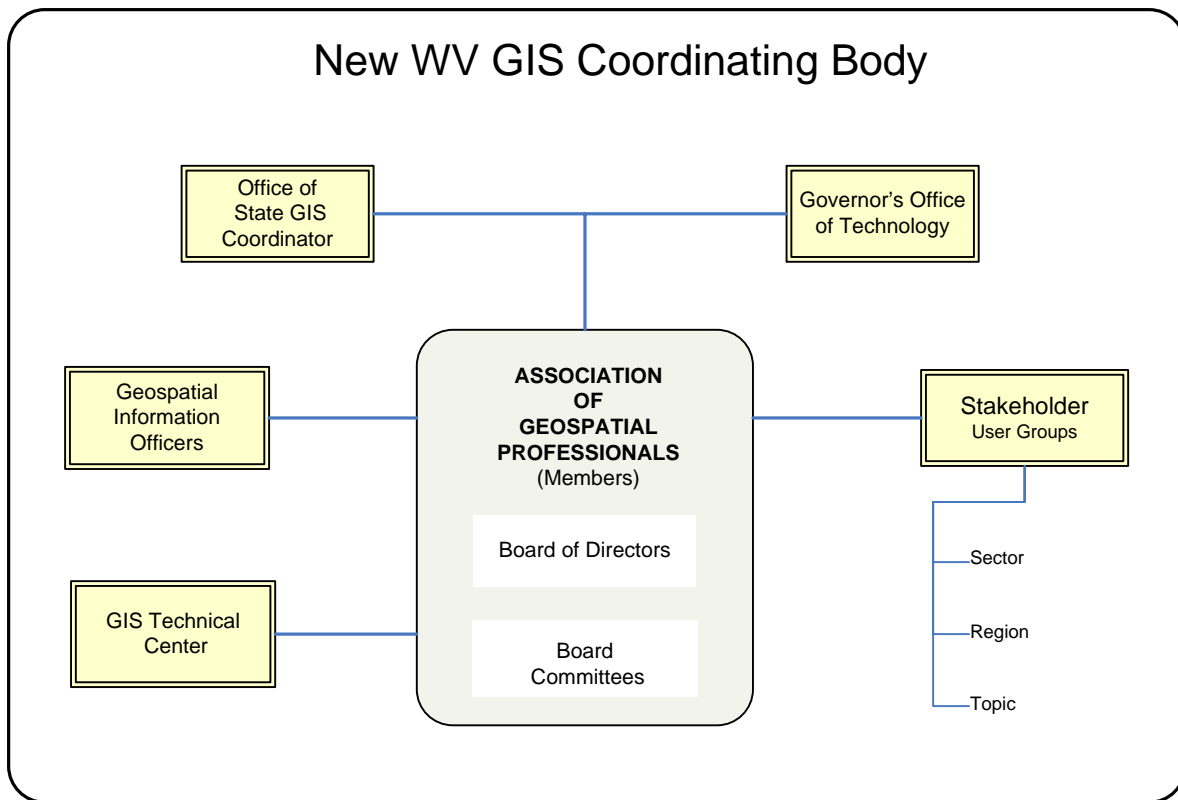 New WV GIS Coordinating Body
Office of
State GIS
Coordinator
Governor's Office
of Technology
Geospatial
Information
Officers
ASSOCIATION
OF
GEOSPATIAL
PROFESSIONALS
(Members)
Board of Directors
Board
Committees
Stakeholder
User Groups
Sector
Region
Topic
GIS Technical
Center